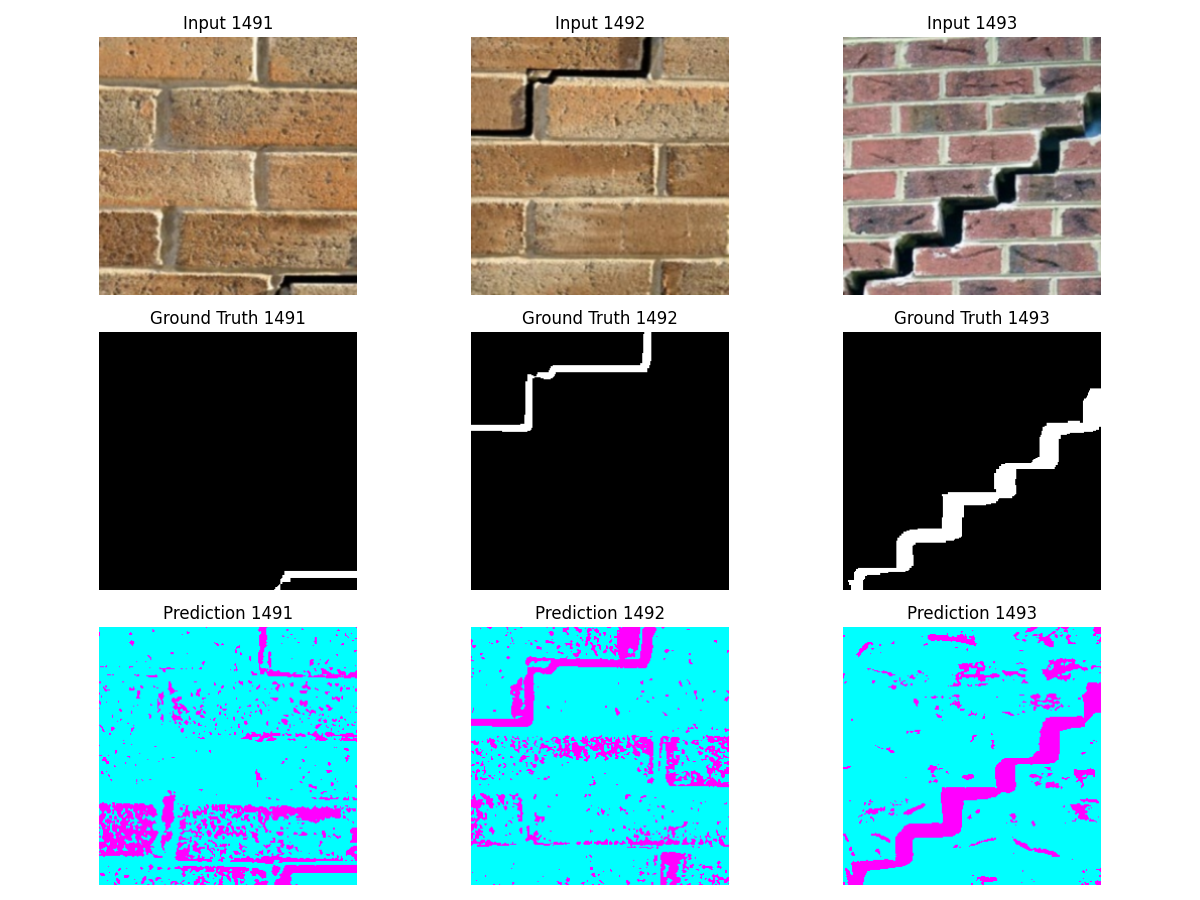 Input 1491
Input 1492
Input 1493
Ground Truth 1491
Ground Truth 1492
Ground Truth 1493
Prediction 1491
Prediction 1492
Prediction 1493